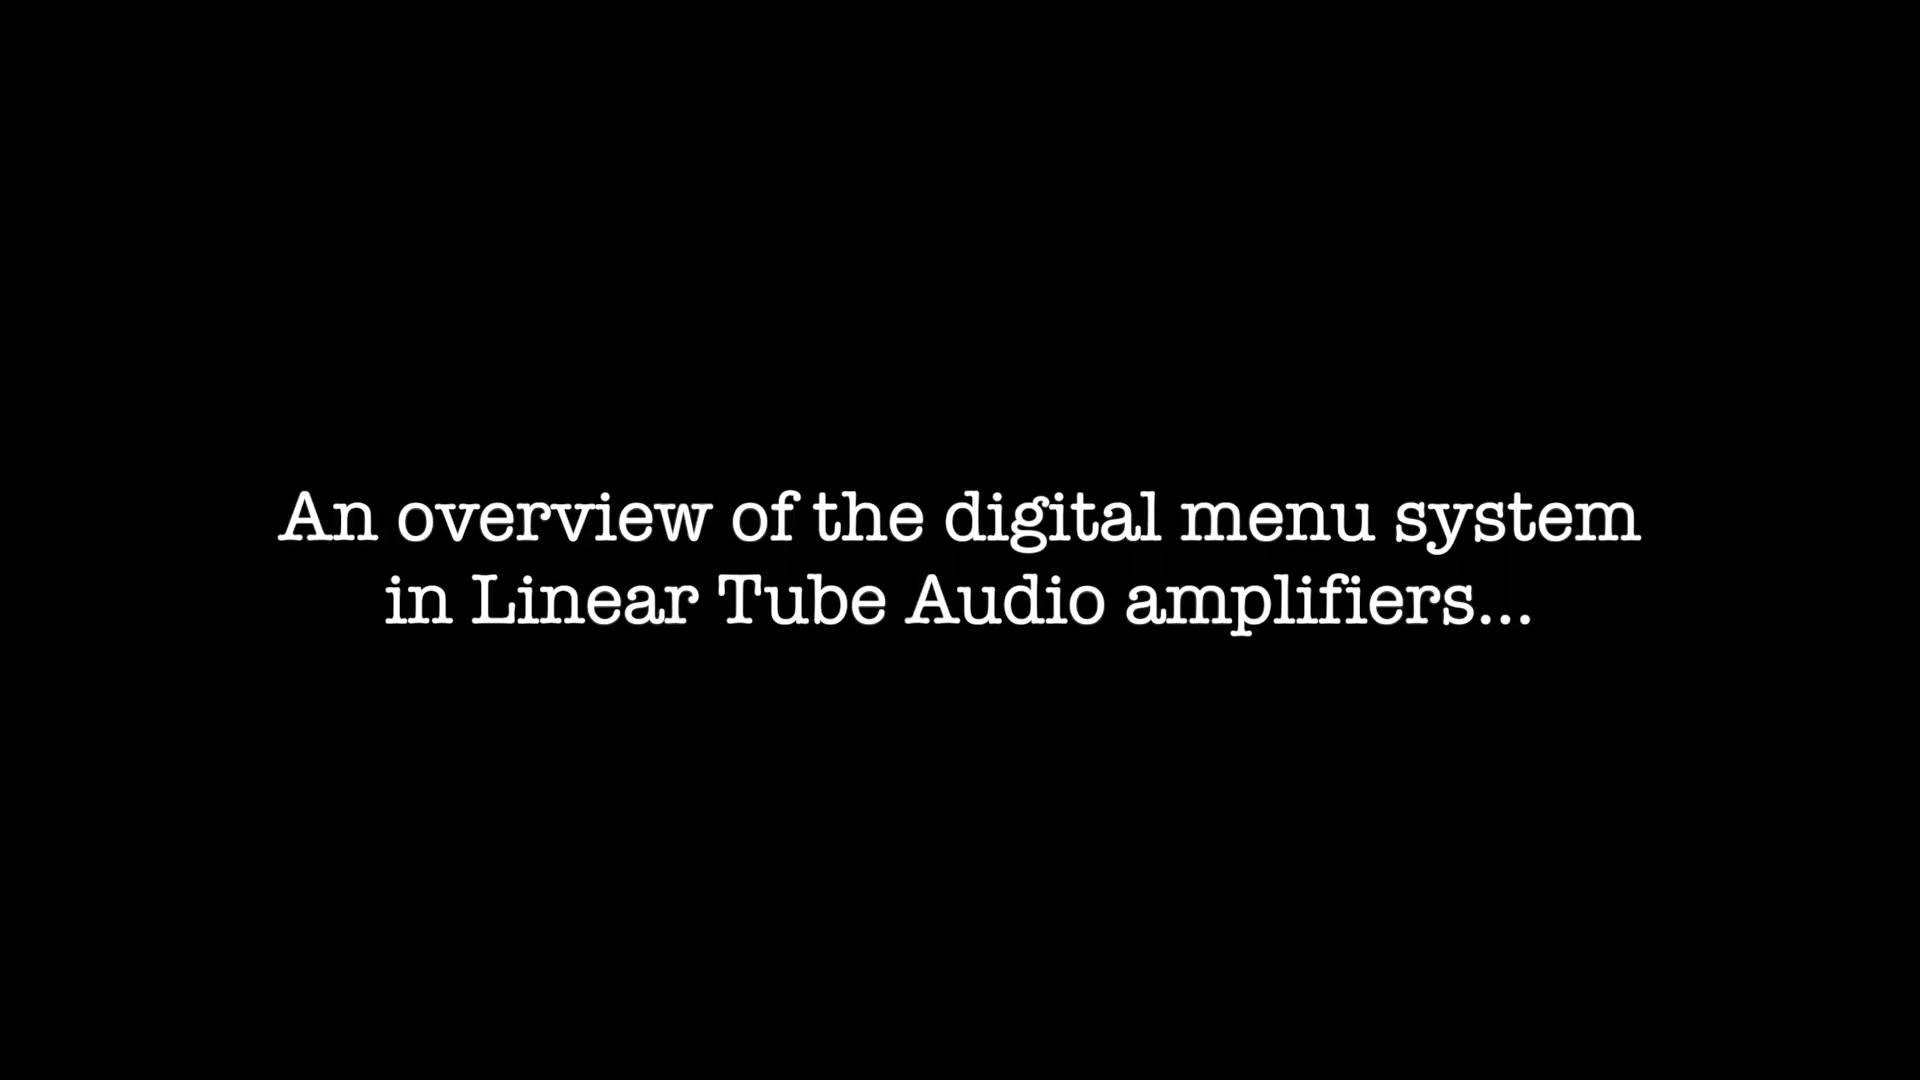 An overview of the digital menu system
in Linear Tube Audio amplifiers...